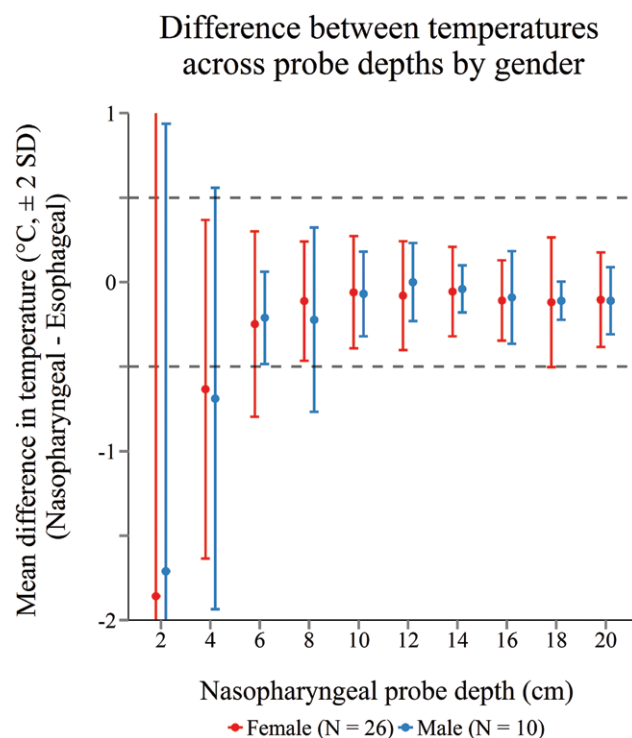 Difference between temperatures
across probe depths by gender
Mean difference in temperature (°C, ± 2 SD)
(Nasopharyngeal - Esophageal)
1
0
-1
-2
2 4 6 8 10 12 14 16 18 20
Nasopharyngeal probe depth (cm)
Female (N = 26) Male (N = 10)